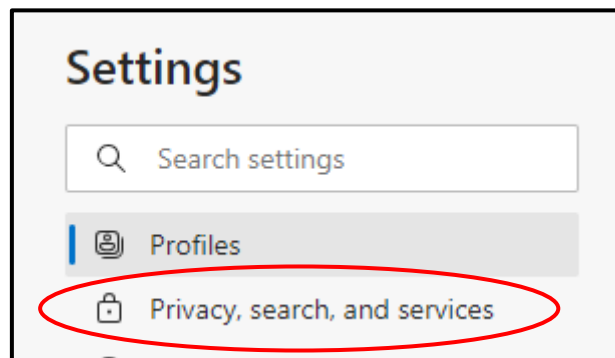 Settings
Search settings
Profiles
Privacy, search, and services